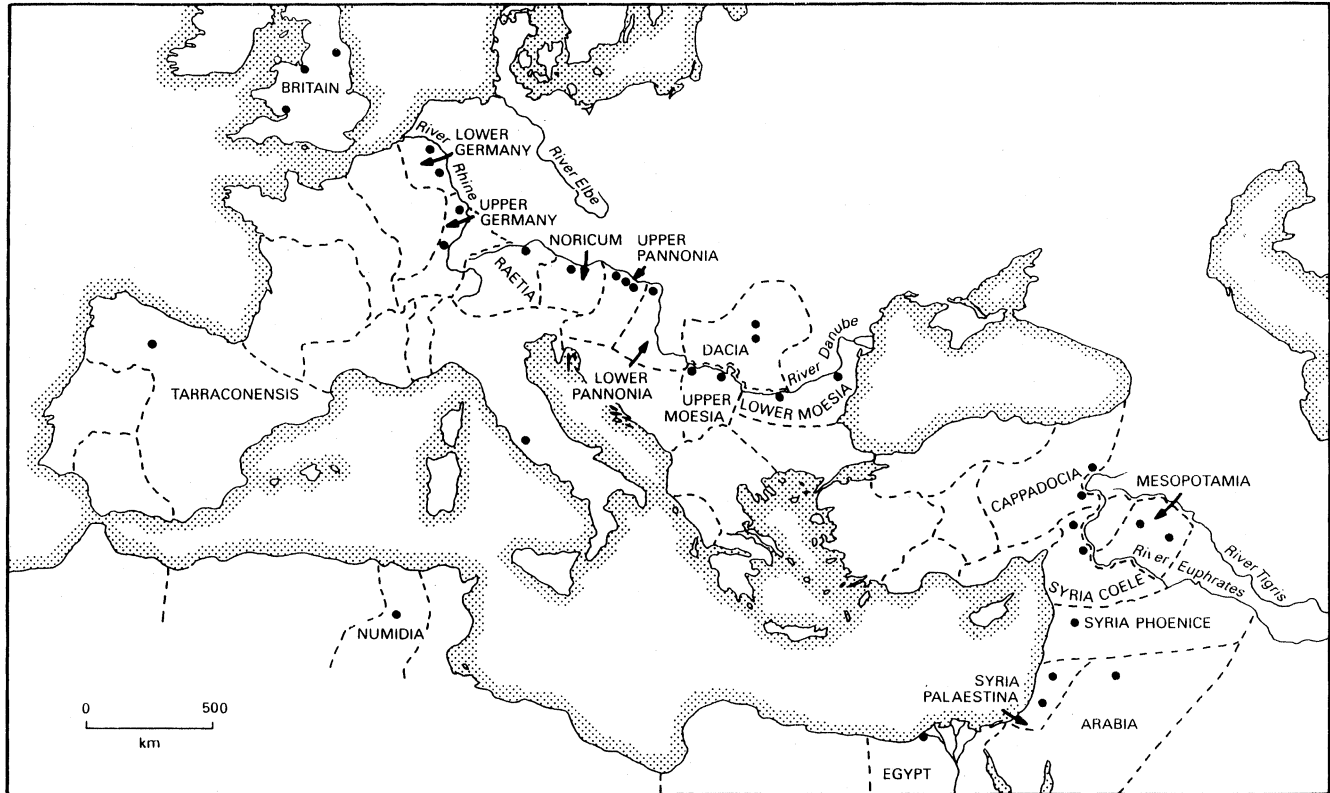 BRITAIN
River
Rhine
LOWER
GERMANY
River Elbe
UPPER
GERMANY
NORICUM
UPPER
PANNONIA
RAETIA
DACIA
River Danube
TARRACONENSIS
LOWER
PANNONIA
UPPER
MOESIA
LOWER MOESIA
CAPPADOCIA
MESOPOTAMIA
River Euphrates
River Tigris
SYRIA COELE
SYRIA PHOENICE
NUMIDIA
SYRIA
PALAESTINA
ARABIA
EGYPT
0 500
km